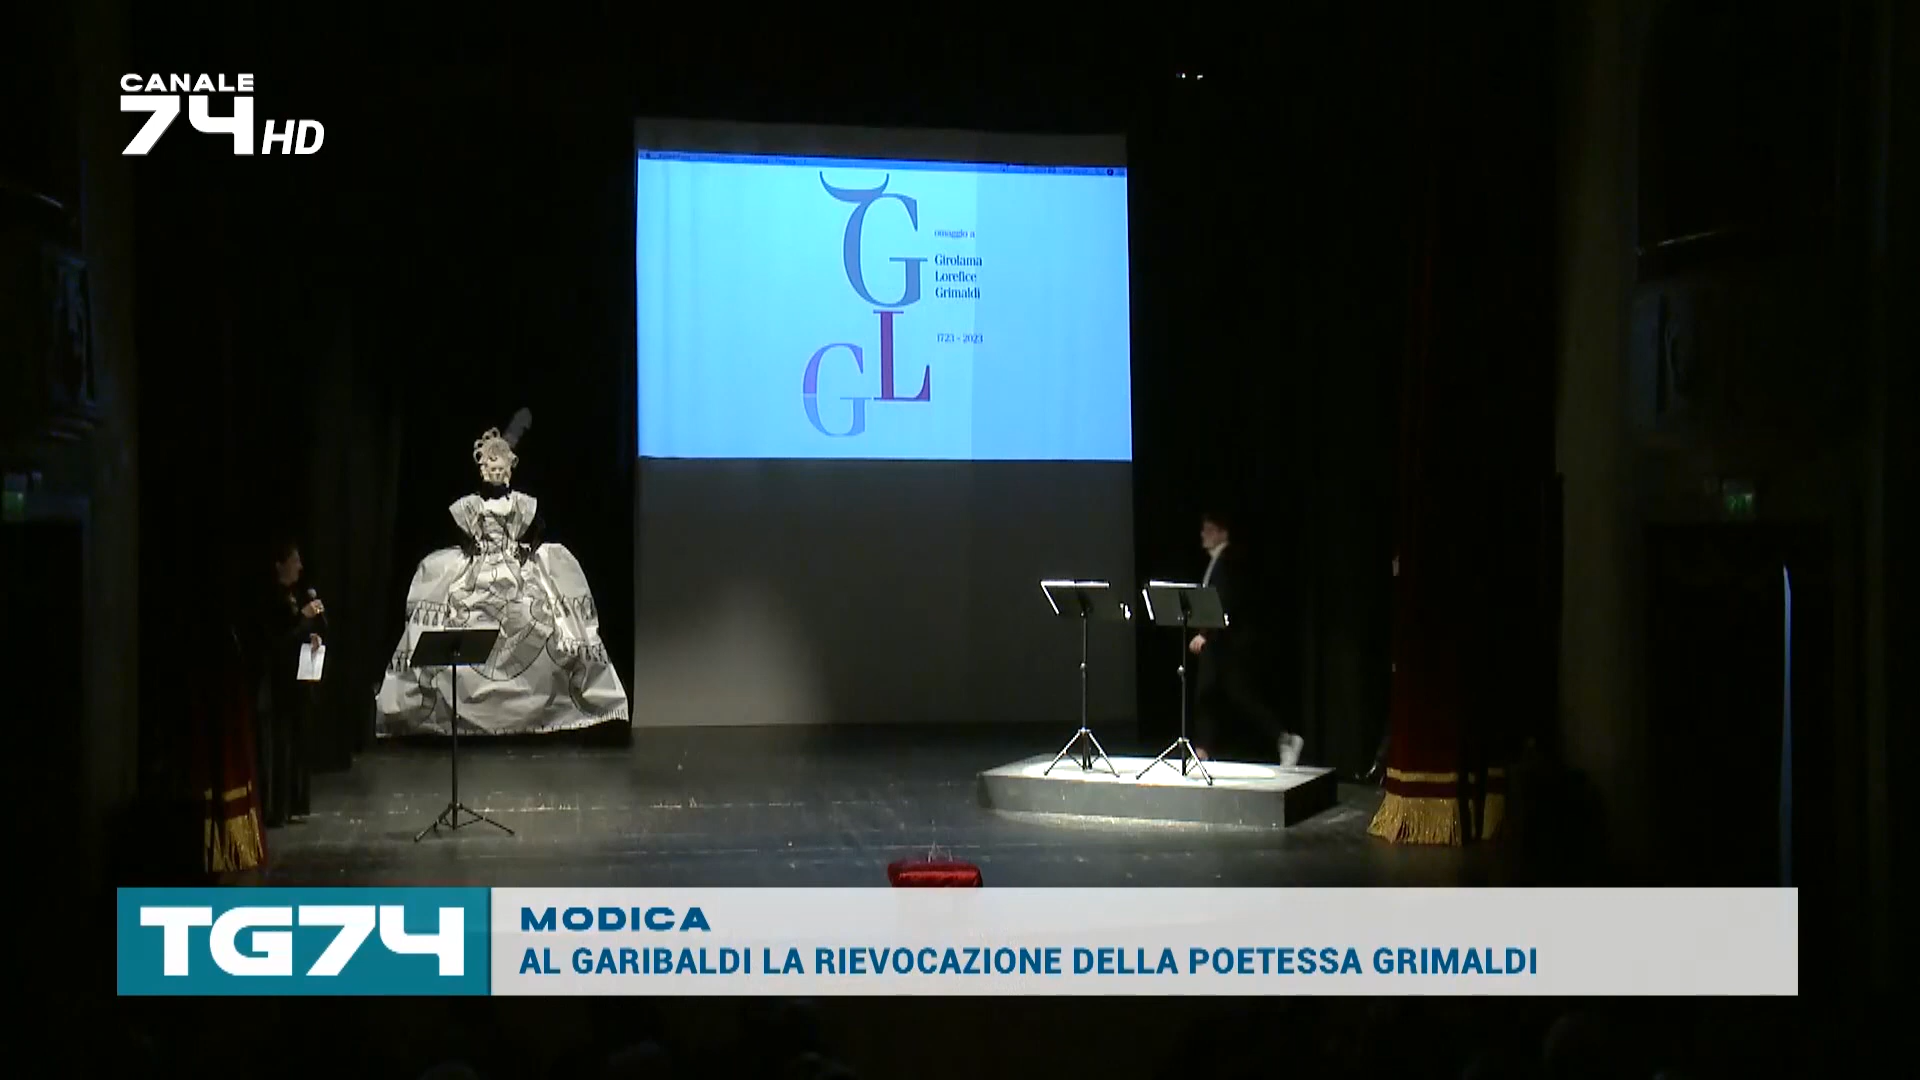 CANALE
74 HD
omaggio a
Girolama
Lorefice
Grimaldi
1723 - 2023
G
L
G
TG74
MODICA
AL GARIBALDI LA RIEVOCAZIONE DELLA POETESSA GRIMALDI